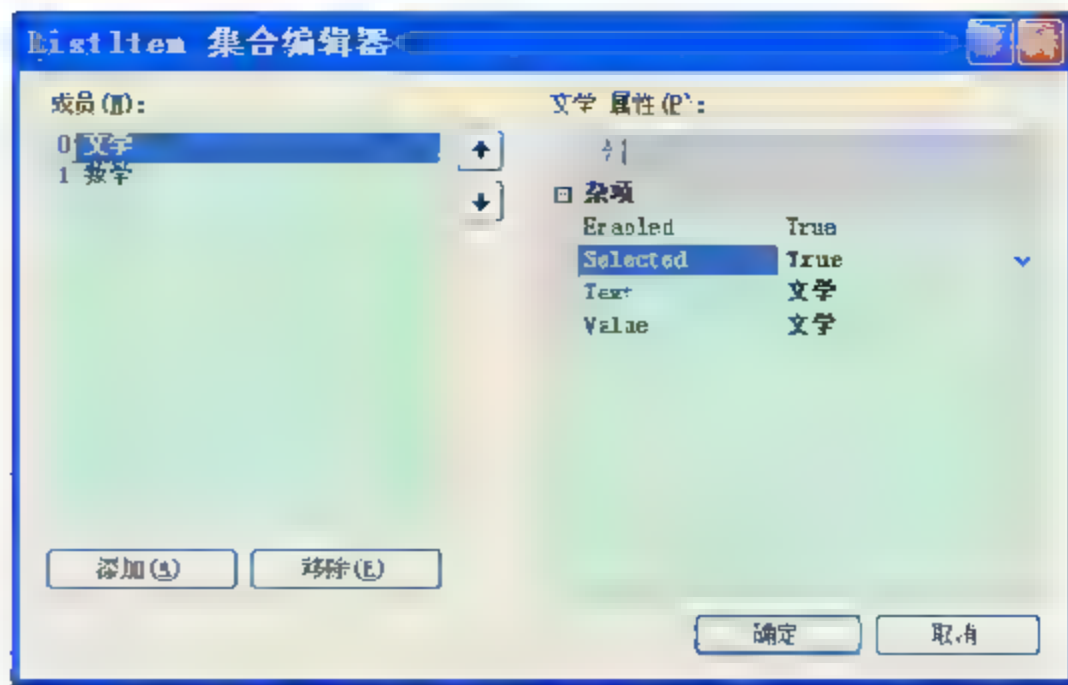 ListItem 集合编辑器
成员(M):
0 文学
1 数学
文学 属性(P):
杂项
Enabled True
Selected True
Text 文学
Value 文学
添加(A) 移除(E)
确定 取消